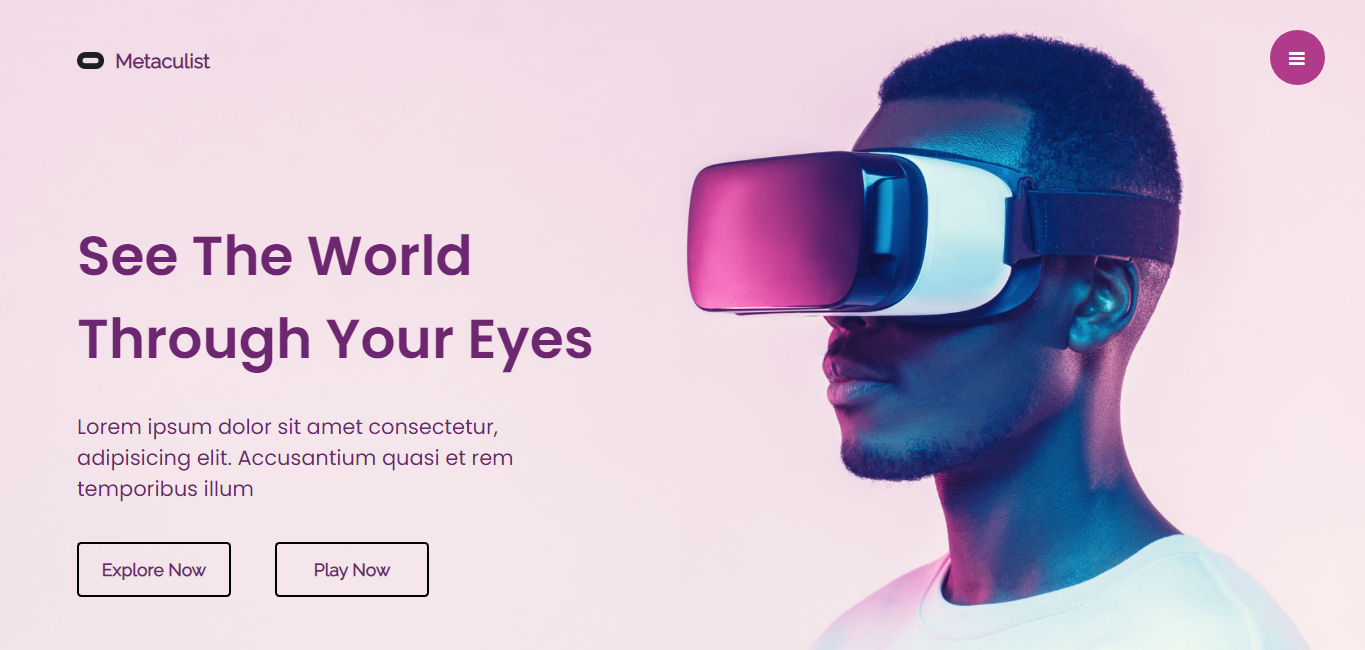 Metaculist
See The World
Through Your Eyes
Lorem ipsum dolor sit amet consectetur,
adipisicing elit. Accusantium quasi et rem
temporibus illum
Explore Now
Play Now